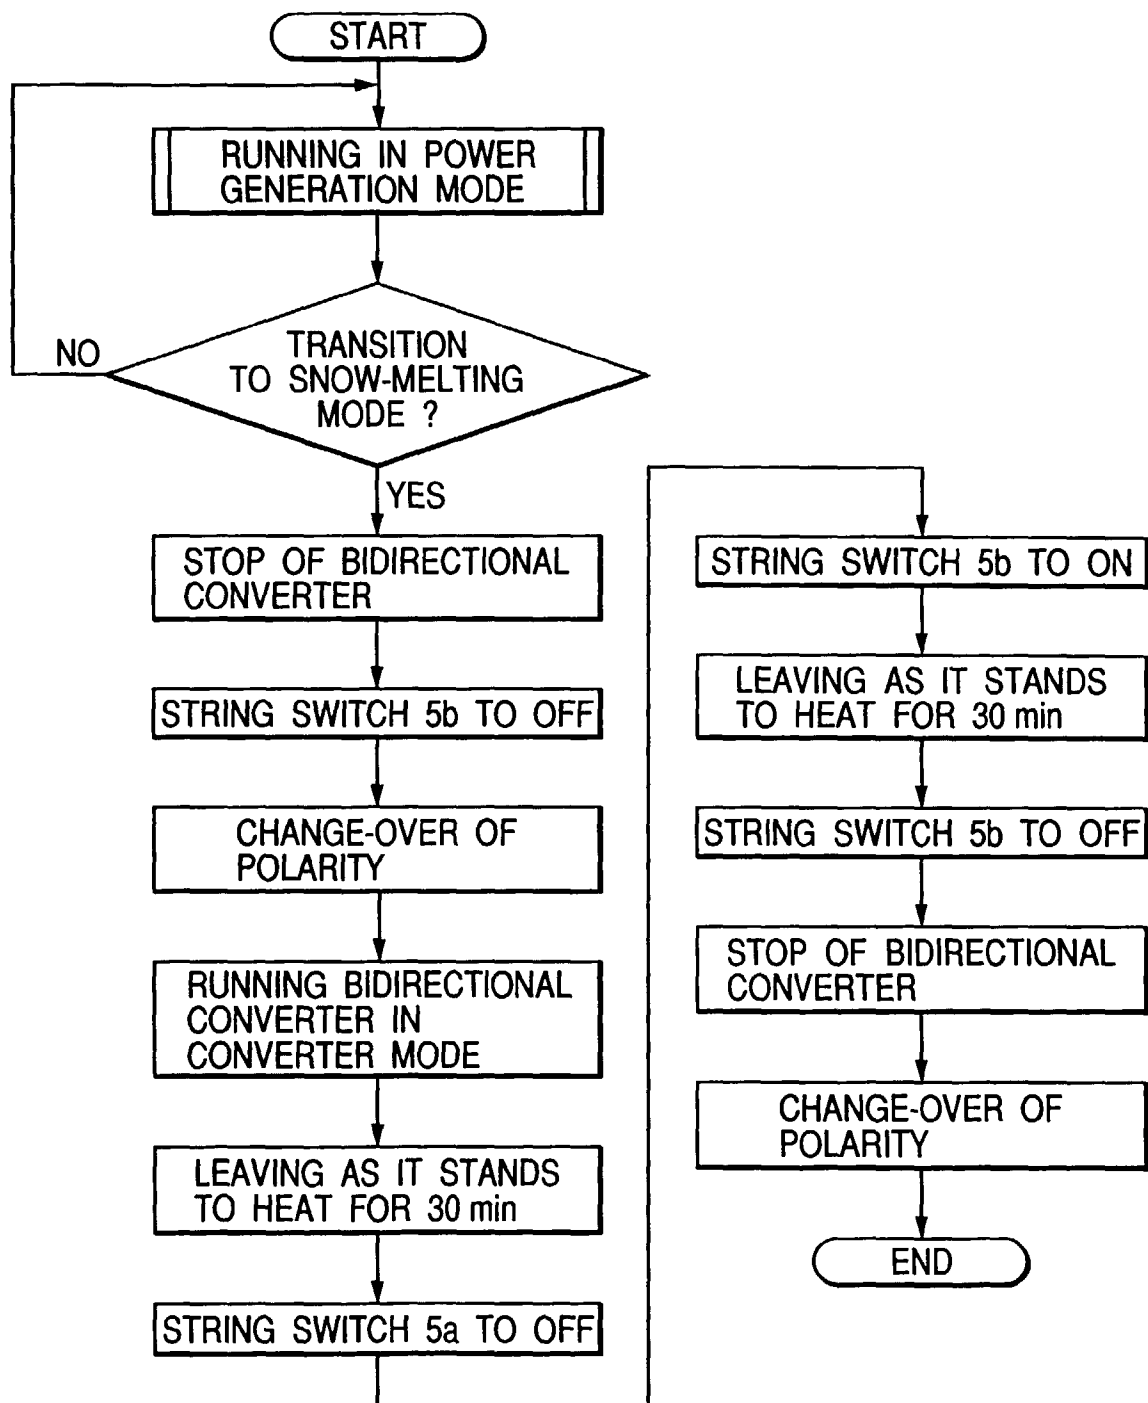 START
RUNNING IN POWER
GENERATION MODE
TRANSITION
TO SNOW-MELTING
MODE ?
NO
YES
STOP OF BIDIRECTIONAL
CONVERTER
STRING SWITCH 5b TO OFF
CHANGE-OVER OF
POLARITY
RUNNING BIDIRECTIONAL
CONVERTER IN
CONVERTER MODE
LEAVING AS IT STANDS
TO HEAT FOR 30 min
STRING SWITCH 5a TO OFF
STRING SWITCH 5b TO ON
LEAVING AS IT STANDS
TO HEAT FOR 30 min
STRING SWITCH 5b TO OFF
STOP OF BIDIRECTIONAL
CONVERTER
CHANGE-OVER OF
POLARITY
END